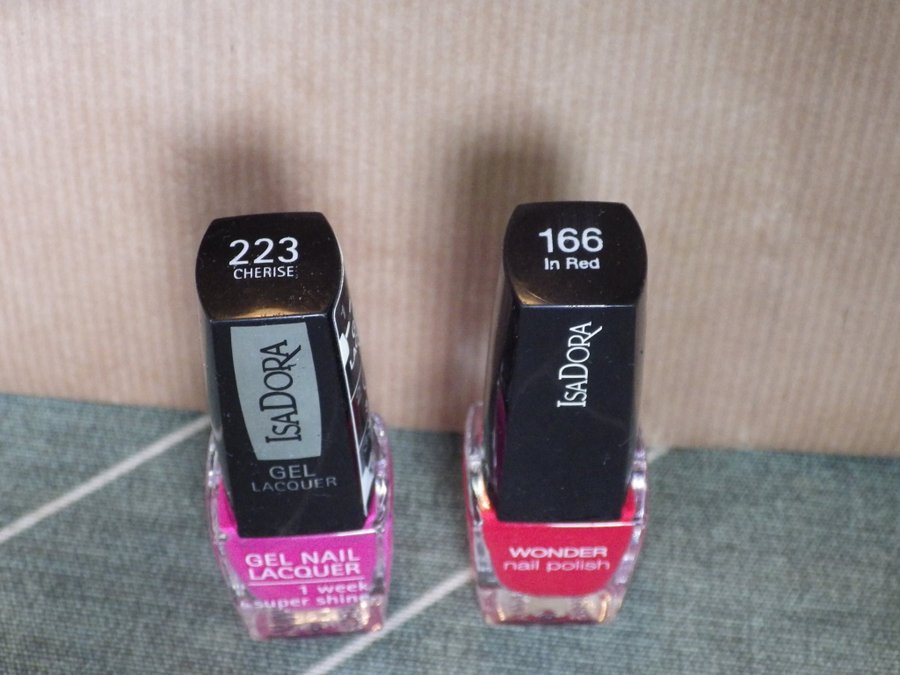 223
CHERISE
ISADORA
GEL
LACQUER
GEL NAIL
LACQUER
1 week
super shine
166
In Red
ISADORA
WONDER
nail polish